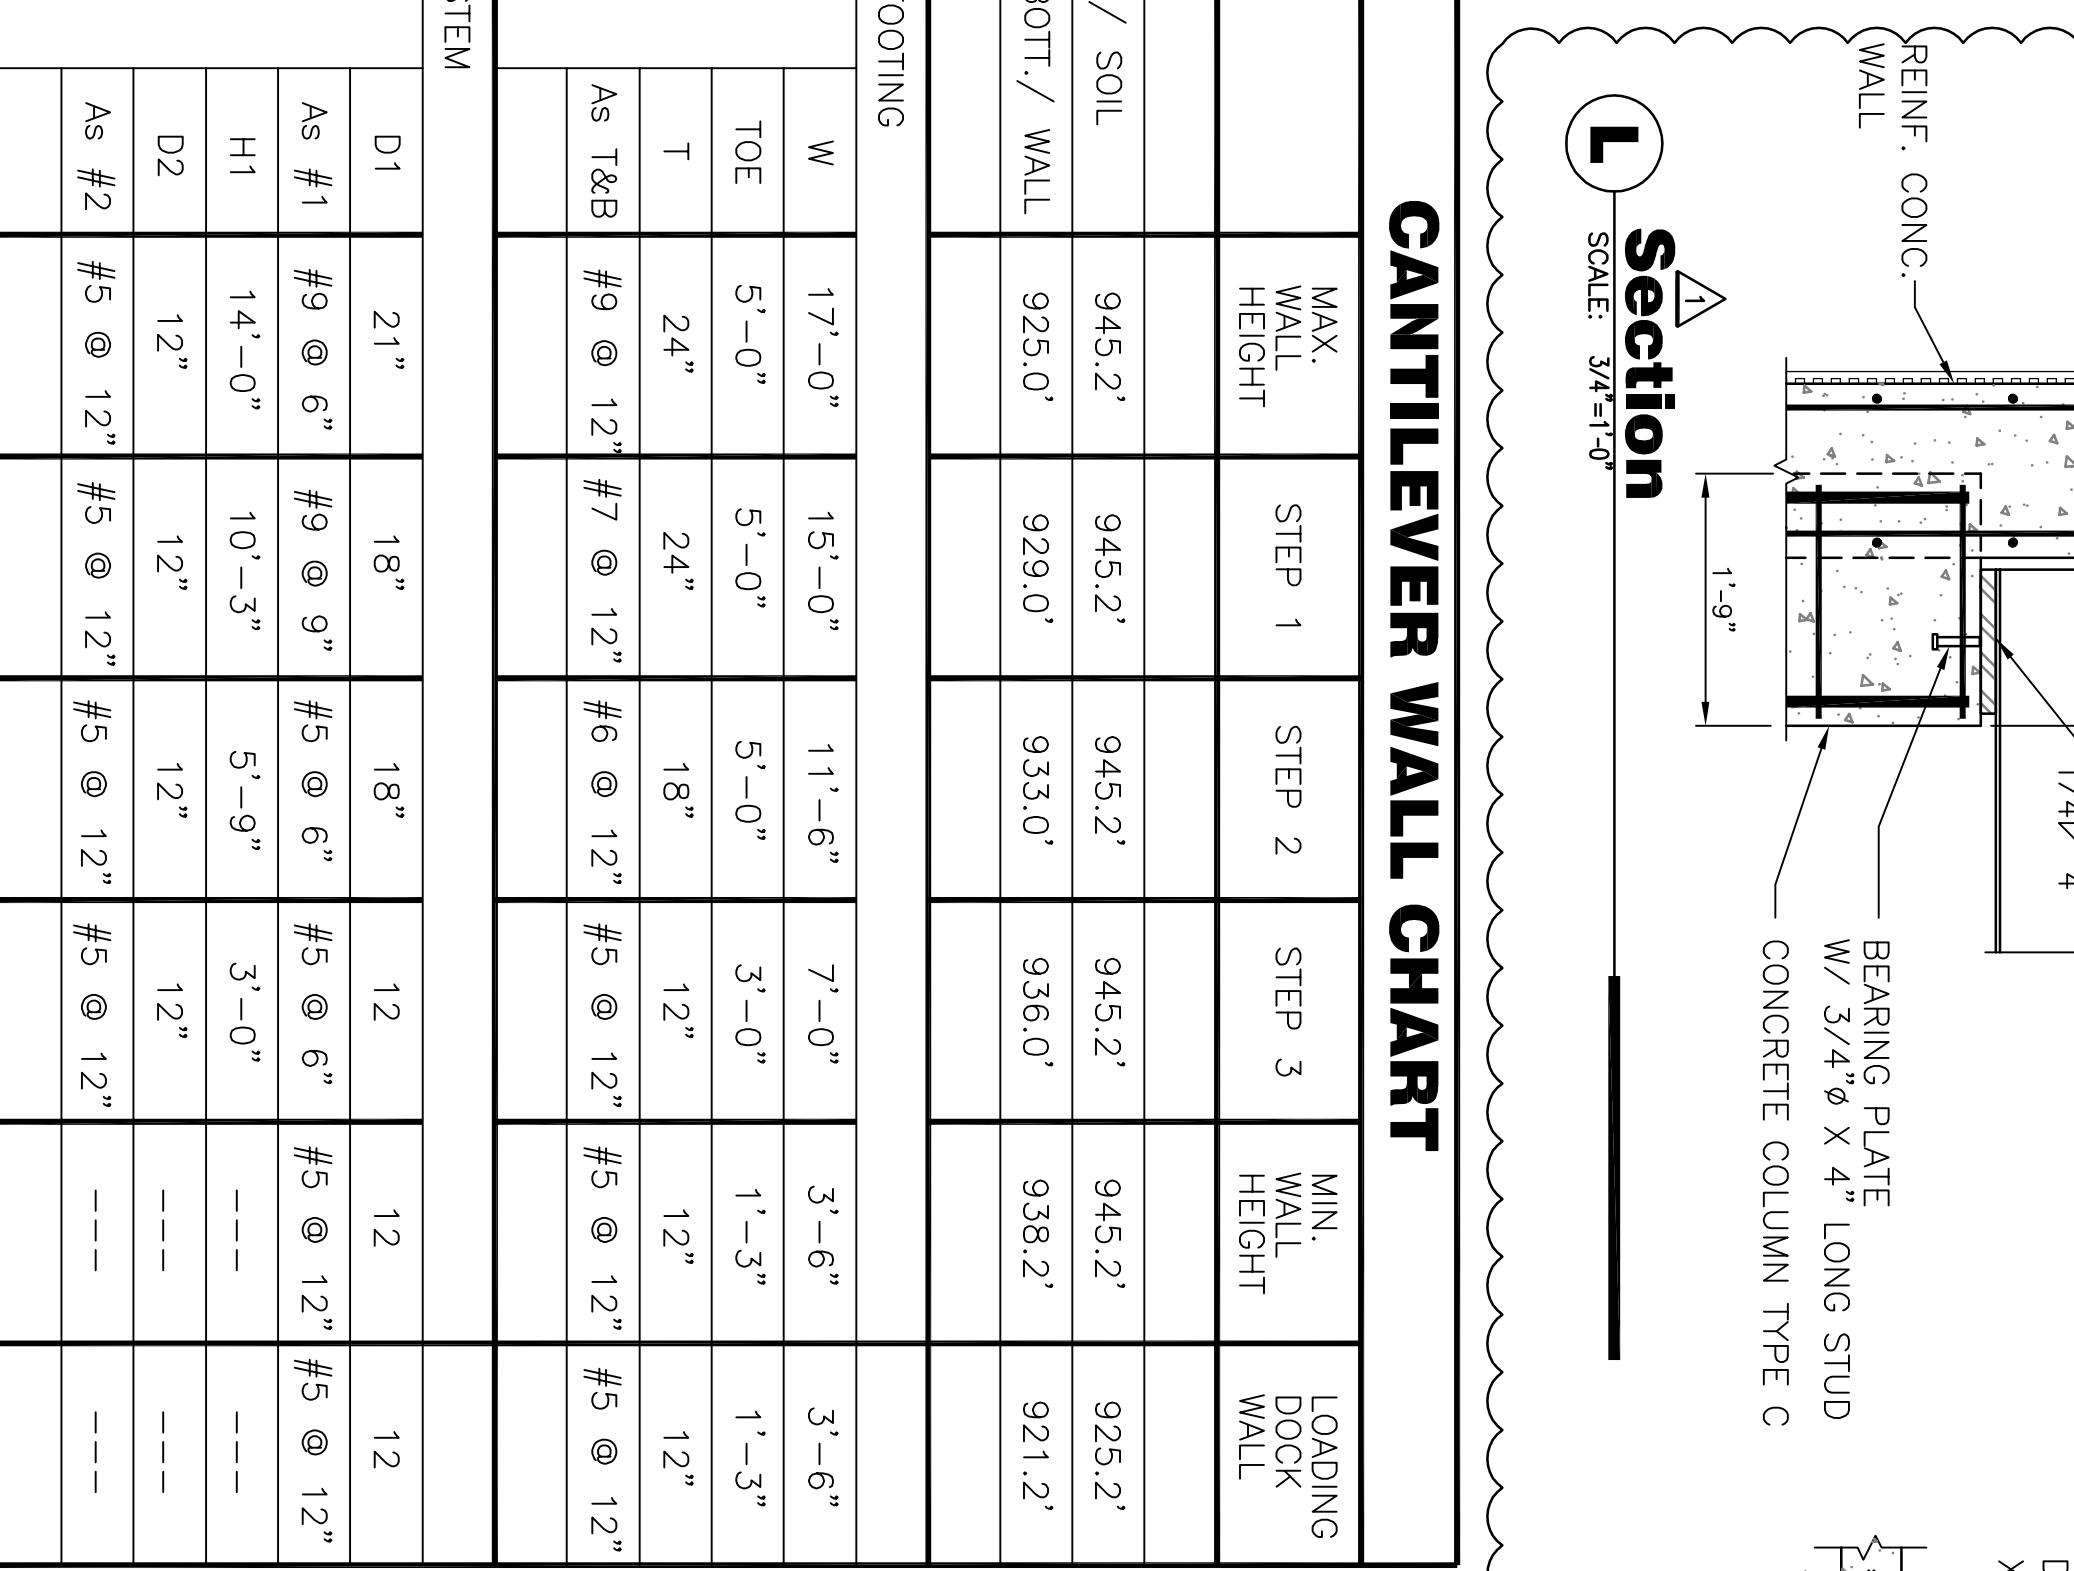 REINF. CONC.
WALL
L
Section
1
SCALE: 3/4"=1'-0"
1'-9"
4
BEARING PLATE
W/ 3/4"Ø X 4" LONG STUD
CONCRETE COLUMN TYPE C
CANTILEVER WALL CHART
MAX. WALL HEIGHT STEP 1 STEP 2 STEP 3 MIN. WALL HEIGHT LOADING DOCK WALL
/ SOIL 945.2' 945.2' 945.2' 945.2' 945.2' 925.2'
BOTT./ WALL 925.0' 929.0' 933.0' 936.0' 938.2' 921.2'
FOOTING
W 17'-0" 15'-0" 11'-6" 7'-0" 3'-6" 3'-6"
TOE 5'-0" 5'-0" 5'-0" 3'-0" 1'-3" 1'-3"
T 24" 24" 18" 12" 12" 12"
As T&B #9 @ 12" #7 @ 12" #6 @ 12" #5 @ 12" #5 @ 12" #5 @ 12"
STEM
D1 21" 18" 18" 12 12 12
As #1 #9 @ 6" #9 @ 9" #5 @ 6" #5 @ 6" #5 @ 12" #5 @ 12"
H1 14'-0" 10'-3" 5'-9" 3'-0" --- ---
D2 12" 12" 12" 12" --- ---
As #2 #5 @ 12" #5 @ 12" #5 @ 12" #5 @ 12" --- ---